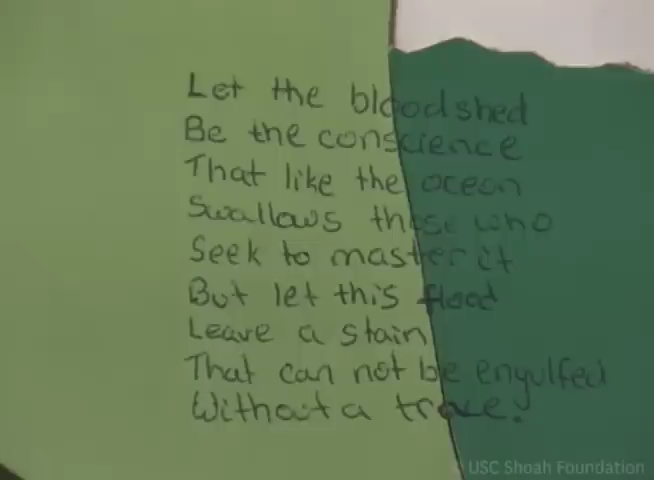 Let the bloodshed
Be the conscience
That like the ocean
Swallows those who
Seek to master it
But let this flood
Leave a stain
That can not be engulfed
Without a trace.
© USC Shoah Foundation